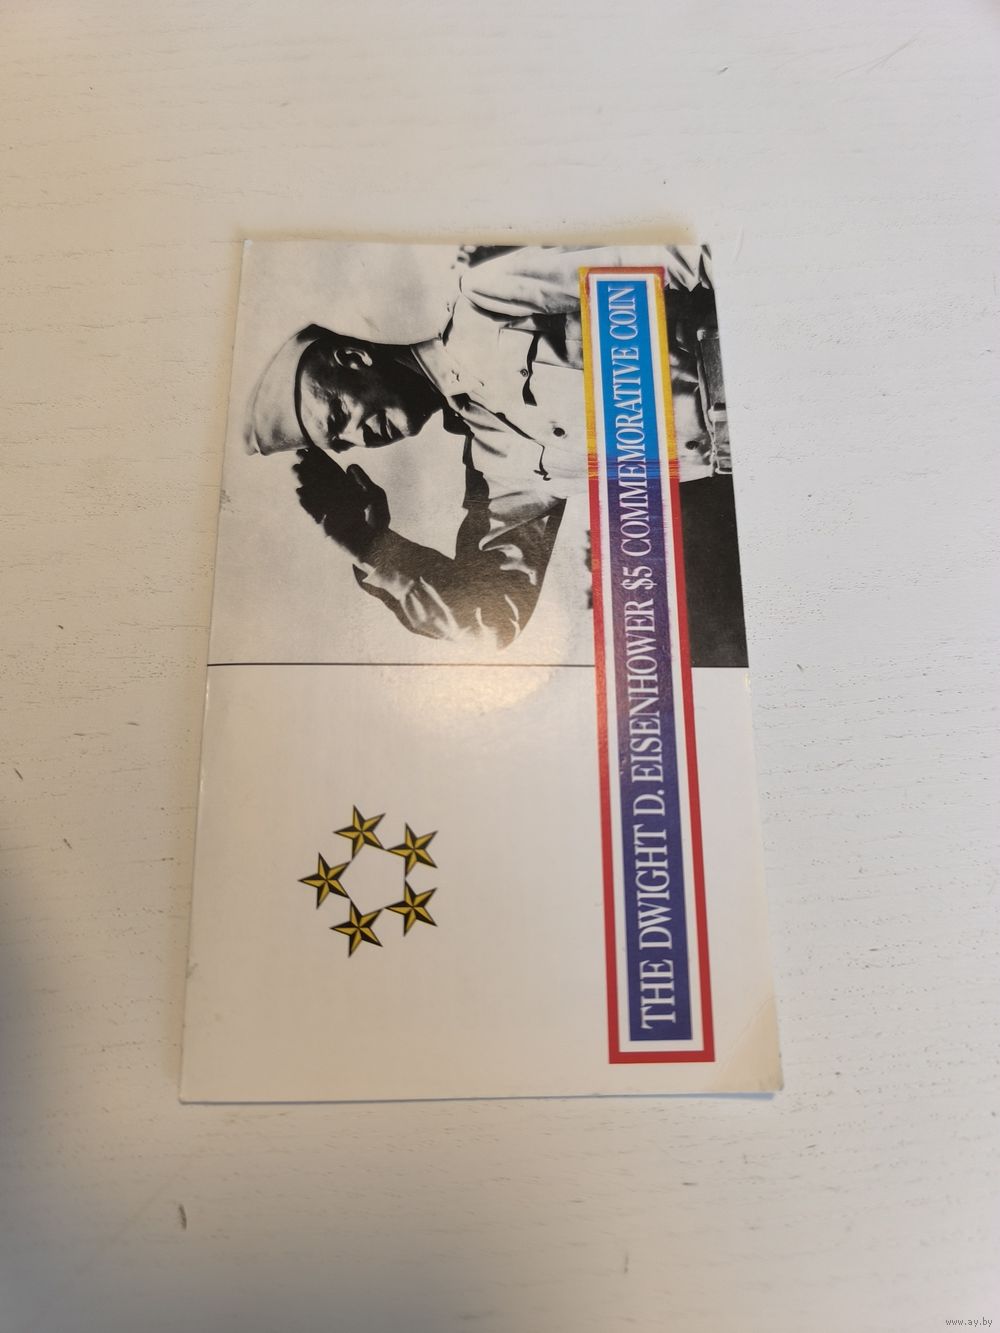 THE DWIGHT D. EISENHOWER $5 COMMEMORATIVE COIN
www.ay.by